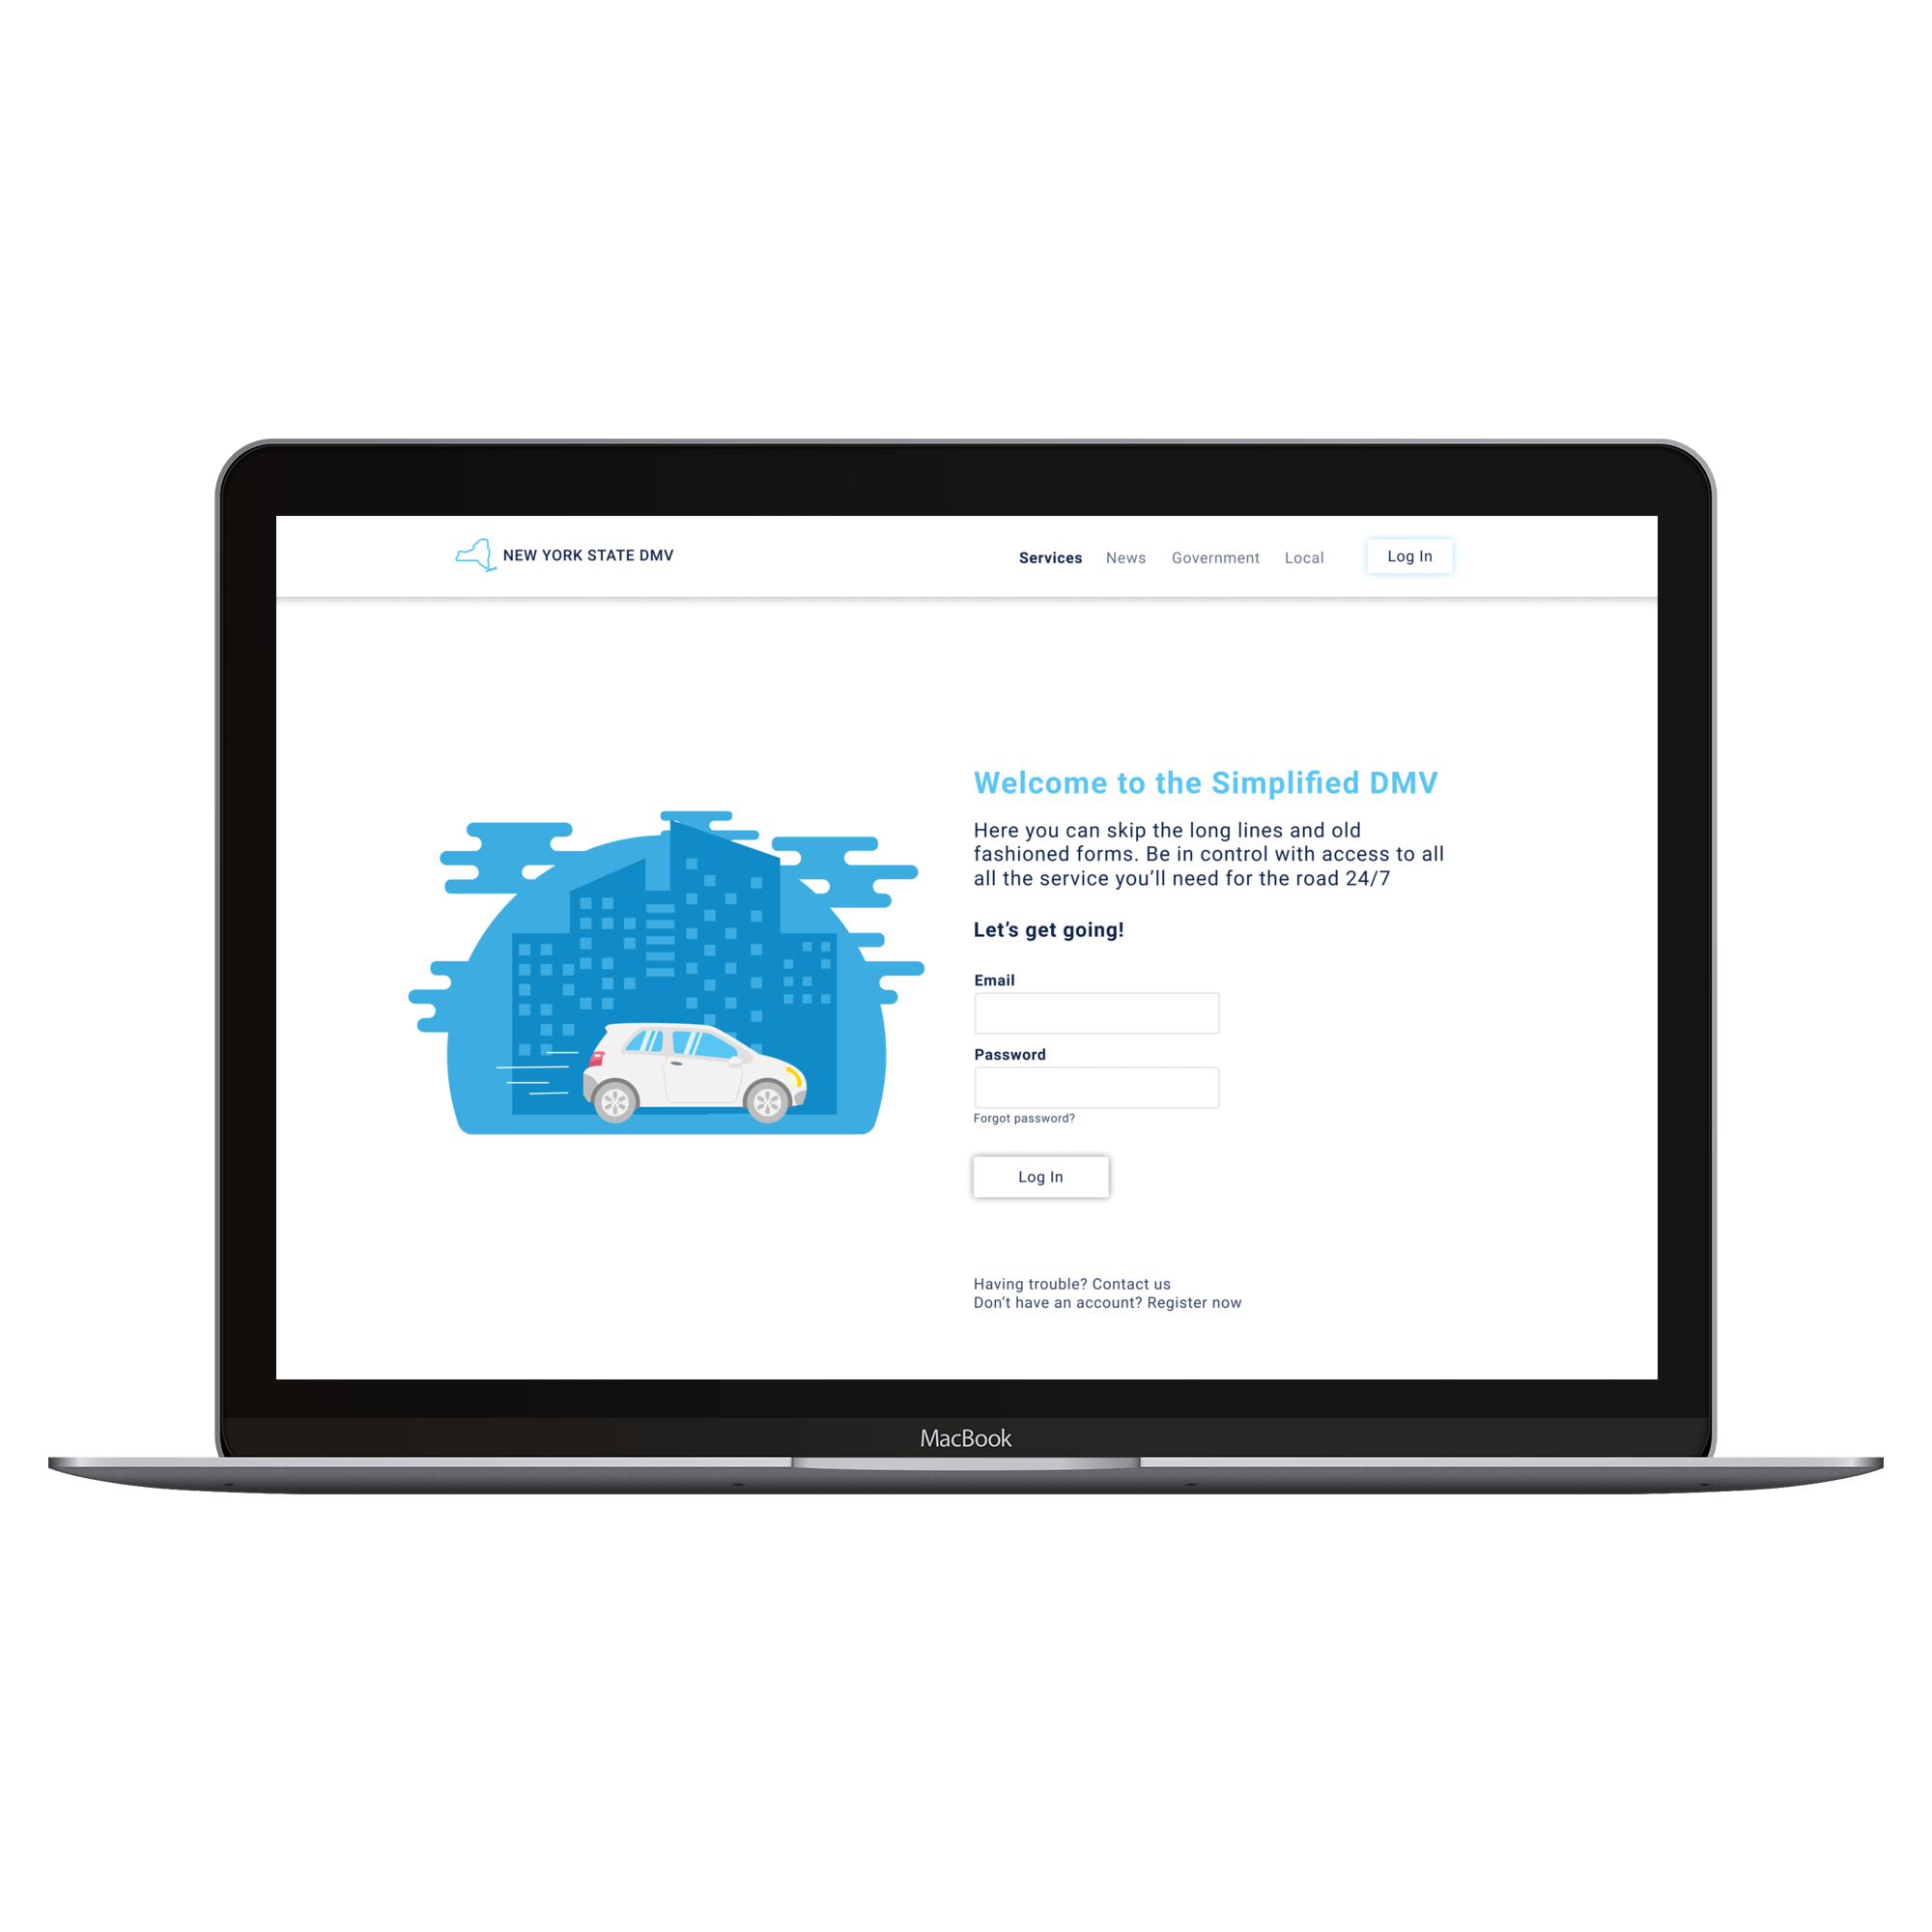 NEW YORK STATE DMV
Services News Government Local Log In
Welcome to the Simplified DMV
Here you can skip the long lines and old
fashioned forms. Be in control with access to all
all the service you’ll need for the road 24/7
Let’s get going!
Email
Password
Forgot password?
Log In
Having trouble? Contact us
Don’t have an account? Register now
MacBook